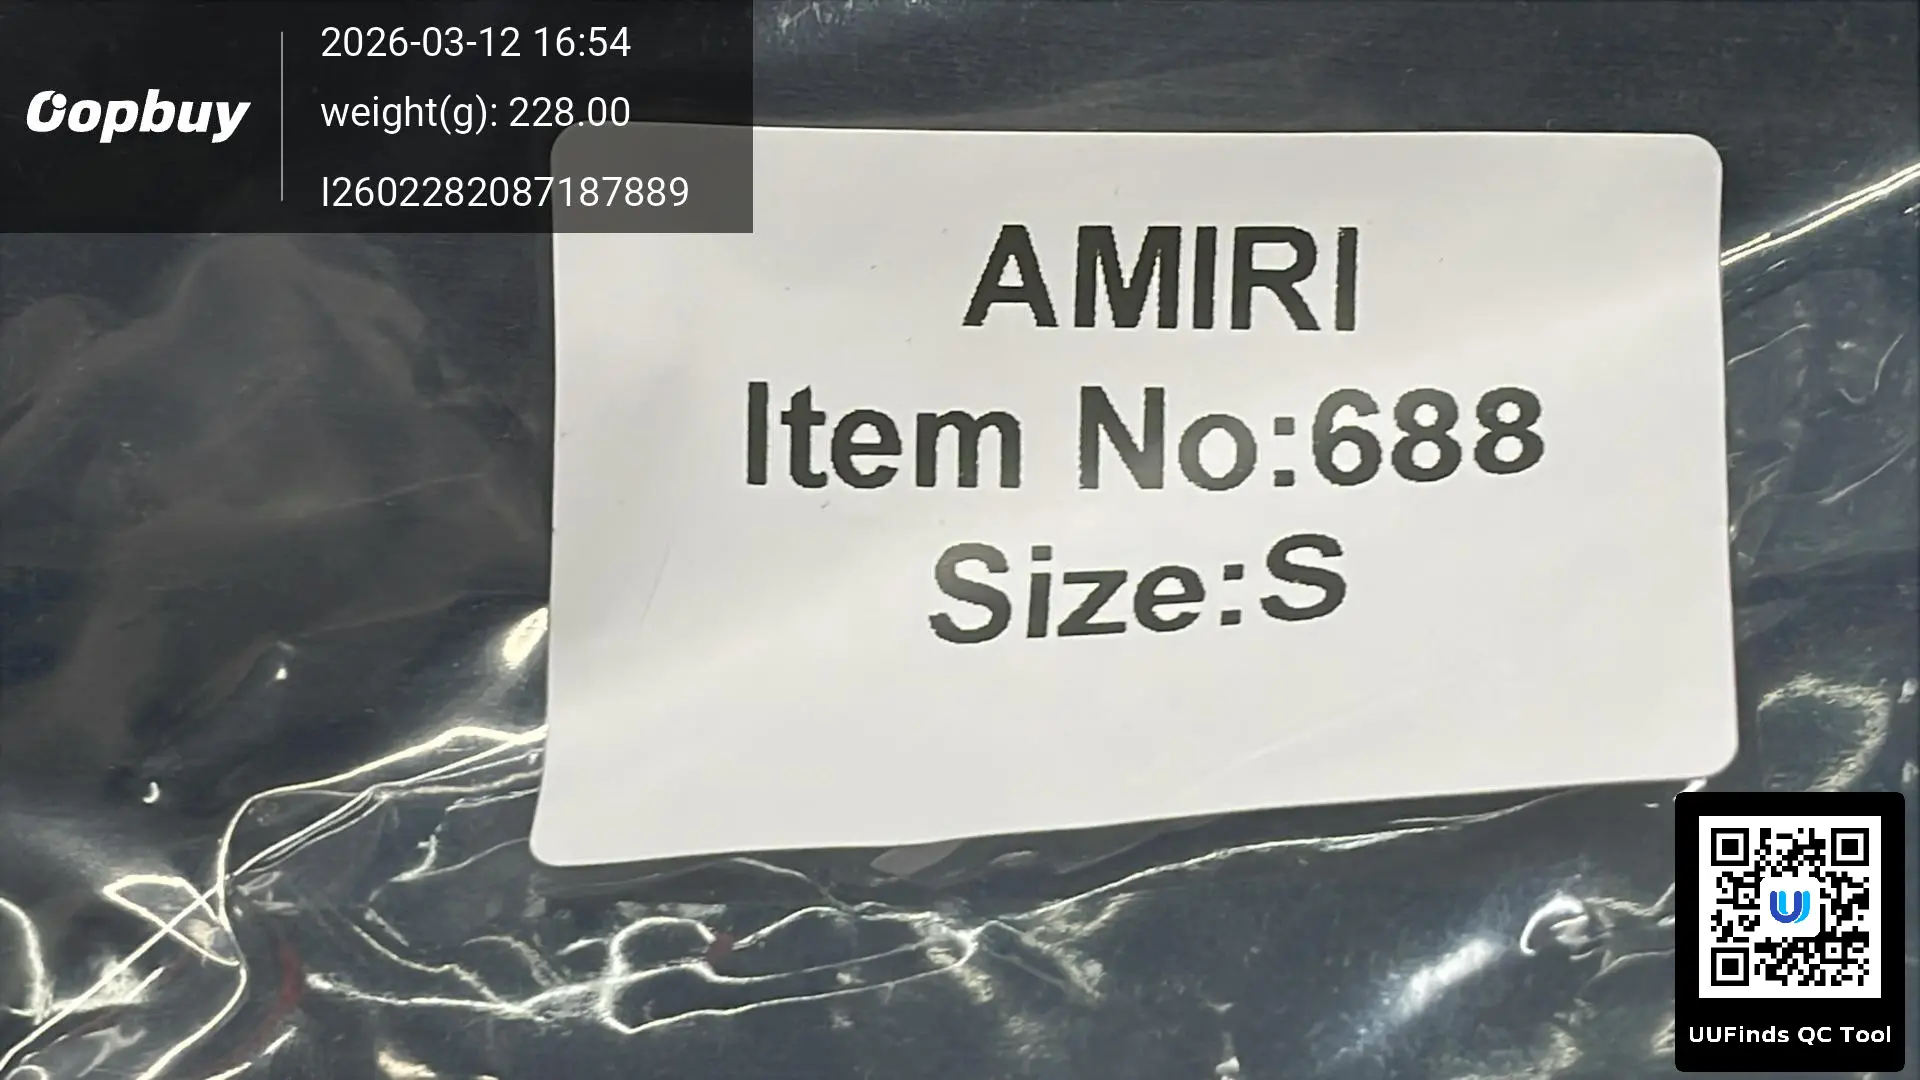 Oopbuy
2026-03-12 16:54
weight(g): 228.00
I2602282087187889
AMIRI
Item No:688
Size:S
UUFinds QC Tool